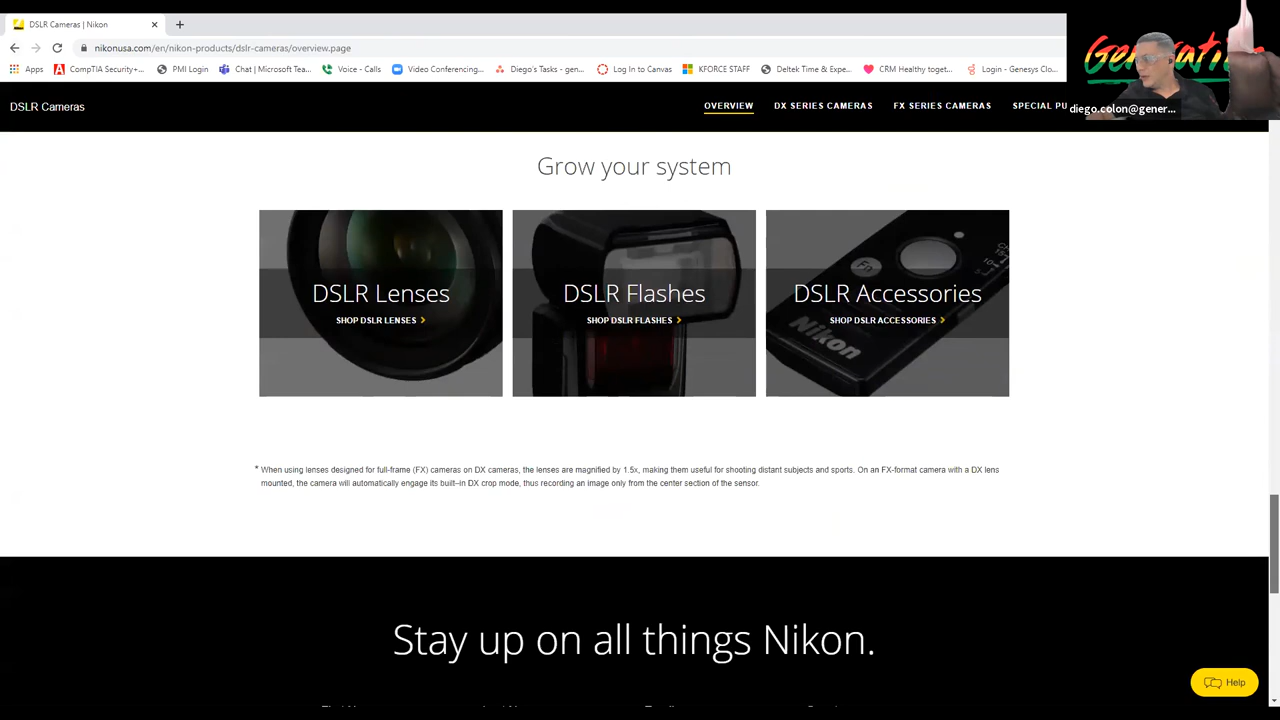 DSLR Cameras | Nikon
nikonusa.com/en/nikon-products/dslr-cameras/overview.page
Apps
CompTIA Security+...
PMI Login
Chat | Microsoft Tea...
Voice - Calls
Video Conferencing...
Diego's Tasks - gen...
Log In to Canvas
KFORCE STAFF
Deltek Time & Expe...
CRM Healthy toget...
Login - Genesys Clo...
diego.colon@gener...
DSLR Cameras
OVERVIEW
DX SERIES CAMERAS
FX SERIES CAMERAS
SPECIAL PU
Grow your system
DSLR Lenses
SHOP DSLR LENSES
DSLR Flashes
SHOP DSLR FLASHES
DSLR Accessories
SHOP DSLR ACCESSORIES
Fn
Nikon
* When using lenses designed for full-frame (FX) cameras on DX cameras, the lenses are magnified by 1.5x, making them useful for shooting distant subjects and sports. On an FX-format camera with a DX lens
mounted, the camera will automatically engage its built-in DX crop mode, thus recording an image only from the center section of the sensor.
Stay up on all things Nikon.
Help